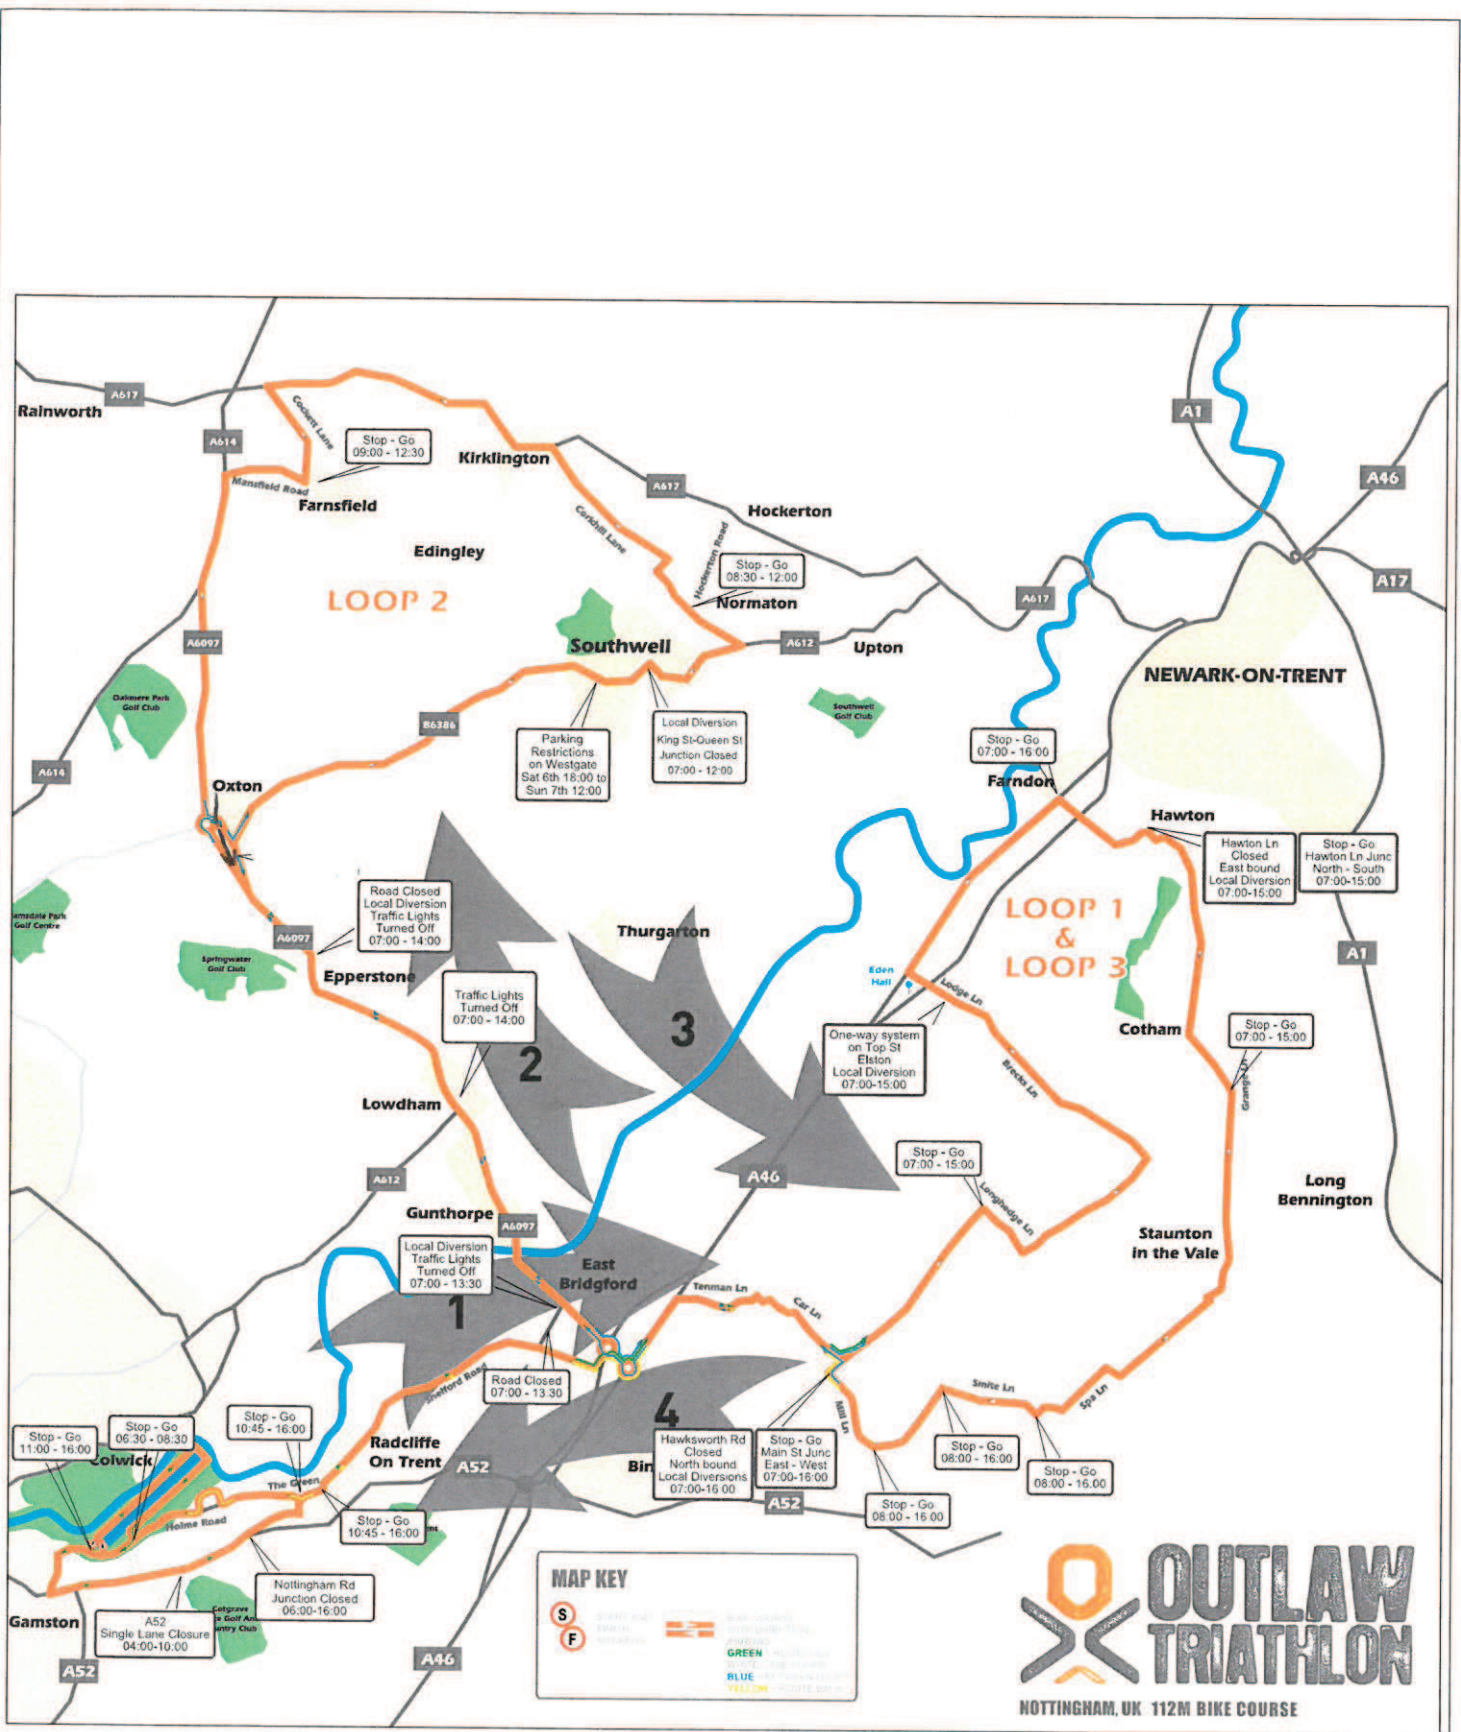 A617
Rainworth
A614
Cockett Lane
Stop - Go
09:00 - 12:30
Mansfield Road
Farnsfield
Kirklington
A617
Hockerton
Corkhill Lane
Hockerton Road
Edingley
LOOP 2
Stop - Go
08:30 - 12:00
Normaton
A1
A46
A17
A617
A6097
Southwell
A612
Upton
NEWARK-ON-TRENT
Oakmere Park
Golf Club
Southwell
Golf Club
B6386
Parking
Restrictions
on Westgate
Sat 6th 18:00 to
Sun 7th 12:00
Local Diversion
King St-Queen St
Junction Closed
07:00 - 12:00
Stop - Go
07:00 - 16:00
Farndon
A614
Oxton
Hawton
Hawton Ln
Closed
East bound
Local Diversion
07:00-15:00
Stop - Go
Hawton Ln Junc
North - South
07:00-15:00
amsdale Park
Golf Centre
Road Closed
Local Diversion
Traffic Lights
Turned Off
07:00 - 14:00
A6097
Springwater
Golf Club
Epperstone
Thurgarton
LOOP 1
&
LOOP 3
A1
Eden
Hall
Lodge Ln
Traffic Lights
Turned Off
07:00 - 14:00
2
3
One-way system
on Top St
Elston
Local Diversion
07:00-15:00
Cotham
Stop - Go
07:00 - 15:00
Grange Ln
Brecks Ln
Lowdham
A612
A46
Stop - Go
07:00 - 15:00
Longhedge Ln
Long
Bennington
Gunthorpe
A6097
Staunton
in the Vale
Local Diversion
Traffic Lights
Turned Off
07:00 - 13:30
East
Bridgford
1
Tenman Ln
Car Ln
Shelford Road
Road Closed
07:00 - 13.30
4
Mill Ln
Smite Ln
Spa Ln
Stop - Go
11:00 - 16:00
Stop - Go
06:30 - 08:30
Stop - Go
10:45 - 16:00
Colwick
Radcliffe
On Trent
A52
Bin
Hawksworth Rd
Closed
North bound
Local Diversions
07:00-16 00
Stop - Go
Main St Junc
East - West
07:00-16:00
Stop - Go
08:00 - 16:00
Stop - Go
08:00 - 16.00
Stop - Go
08:00 - 16 00
A52
The Green
Holme Road
Stop - Go
10:45 - 16:00
Nottingham Rd
Junction Closed
06:00-16:00
Gamston
A52
Single Lane Closure
04:00-10:00
Cotgrave
A52
A46
MAP KEY
S
F
GREEN
BLUE
YELLOW
OUTLAW
TRIATHLON
NOTTINGHAM, UK 112M BIKE COURSE